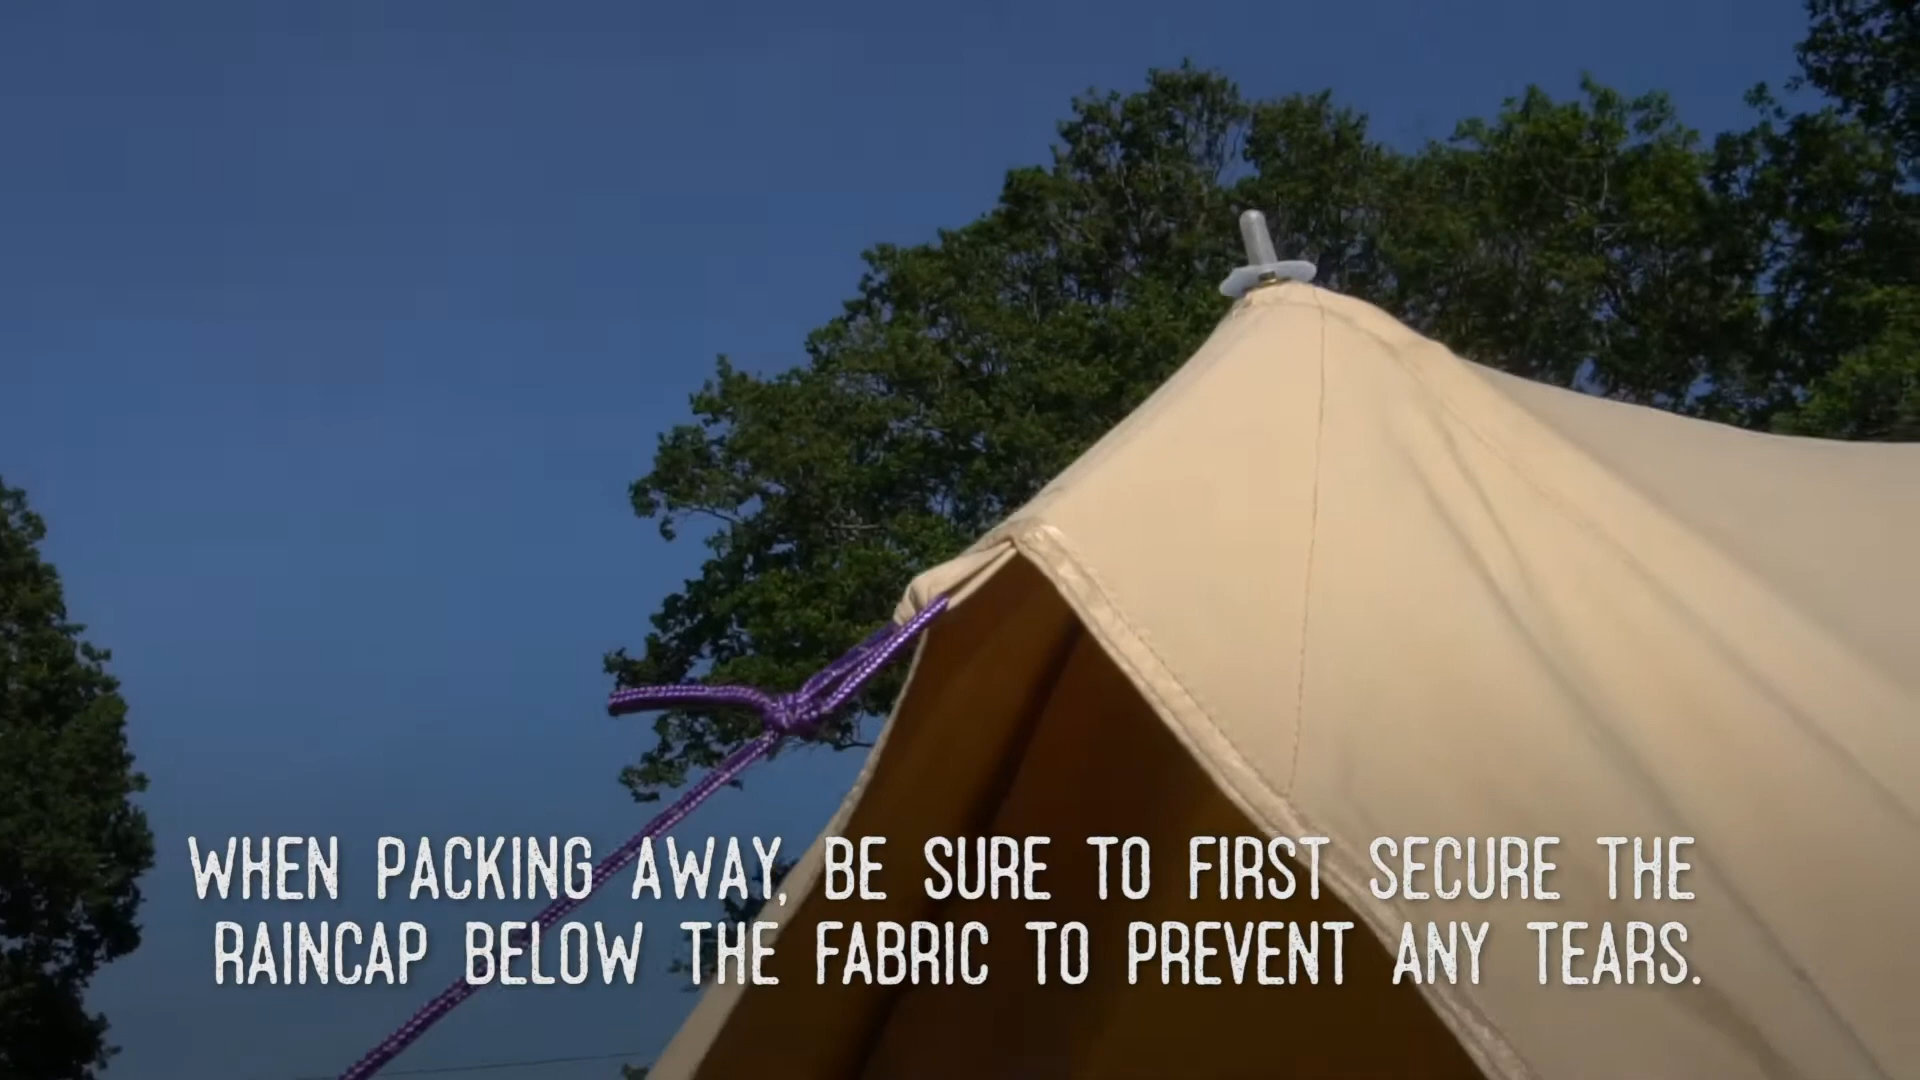 WHEN PACKING AWAY, BE SURE TO FIRST SECURE THE
RAINCAP BELOW THE FABRIC TO PREVENT ANY TEARS.